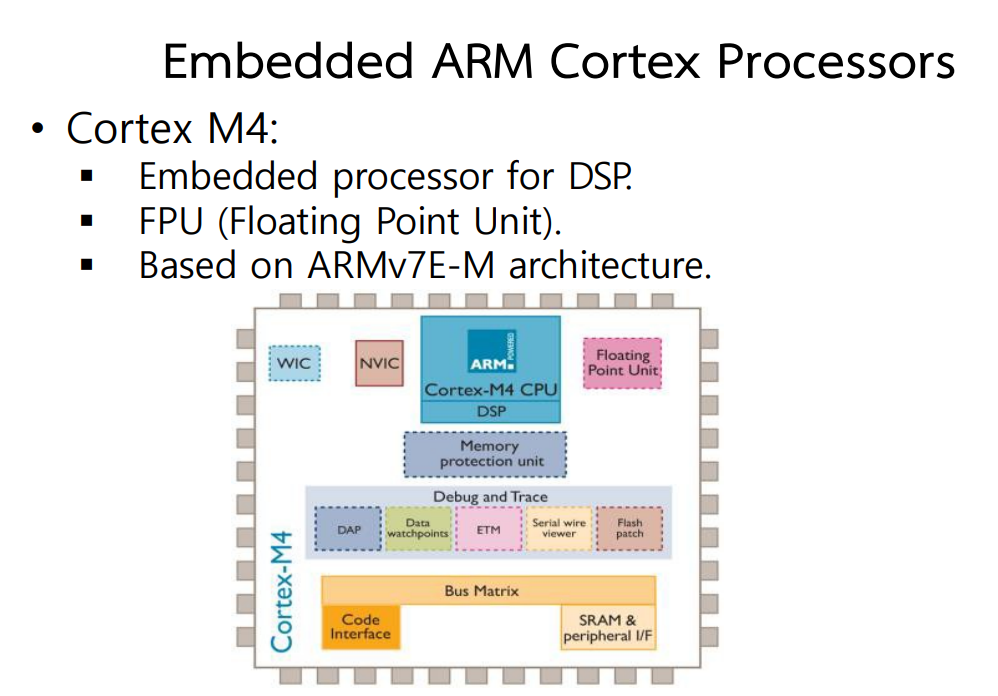 Embedded ARM Cortex Processors
• Cortex M4:
▪ Embedded processor for DSP.
▪ FPU (Floating Point Unit).
▪ Based on ARMv7E-M architecture.
WIC
NVIC
ARM POWERED
Cortex-M4 CPU
DSP
Floating
Point Unit
Memory
protection unit
Debug and Trace
DAP
Data
watchpoints
ETM
Serial wire
viewer
Flash
patch
Cortex-M4
Bus Matrix
Code
Interface
SRAM &
peripheral I/F